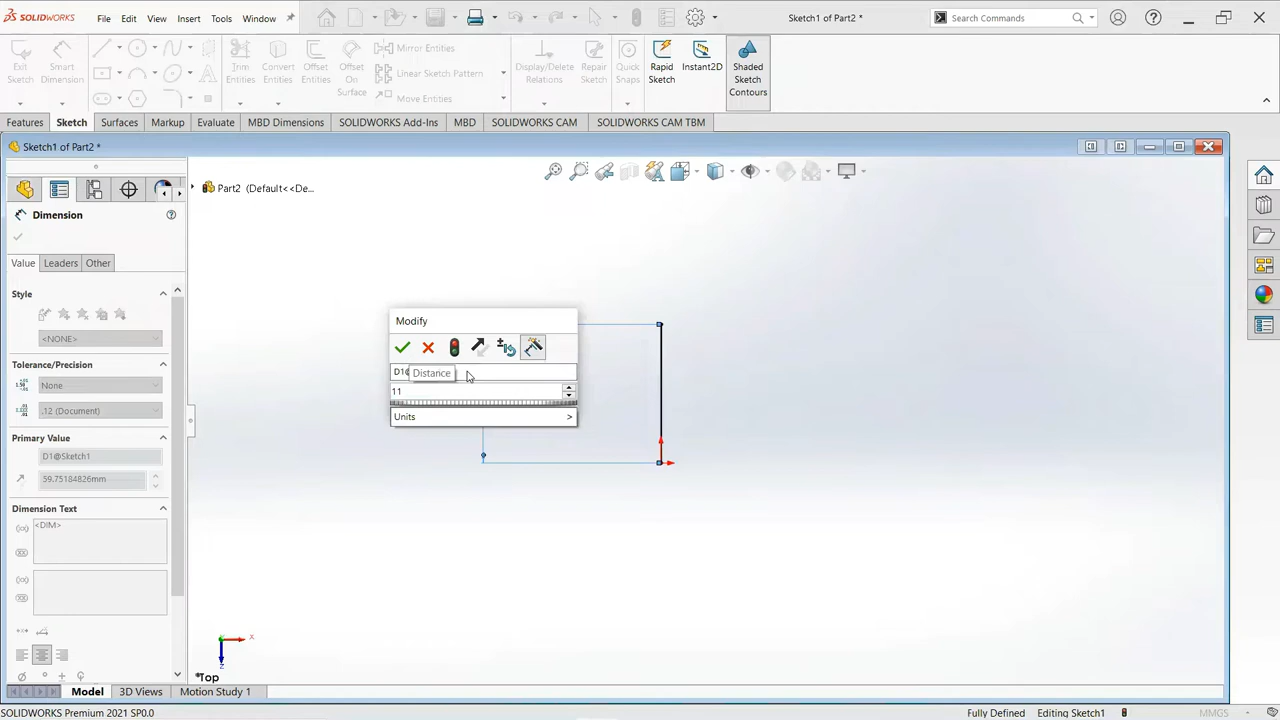 SOLIDWORKS File Edit View Insert Tools Window Sketch1 of Part2 * Search Commands
Exit Sketch Smart Dimension Trim Entities Convert Entities Offset Entities Offset On Surface Mirror Entities Linear Sketch Pattern Move Entities Display/Delete Relations Repair Sketch Quick Snaps Rapid Sketch Instant2D Shaded Sketch Contours
Features Sketch Surfaces Markup Evaluate MBD Dimensions SOLIDWORKS Add-Ins MBD SOLIDWORKS CAM SOLIDWORKS CAM TBM
Sketch1 of Part2 *
Part2 (Default<<De...
Dimension
Value Leaders Other
Style
<NONE>
Tolerance/Precision
None
.12 (Document)
Primary Value
D1@Sketch1
59.75184826mm
Dimension Text
<DIM>
Modify
D1@
Distance
11
Units >
X
Z
*Top
Model 3D Views Motion Study 1
SOLIDWORKS Premium 2021 SP0.0 Fully Defined Editing Sketch1 MMGS